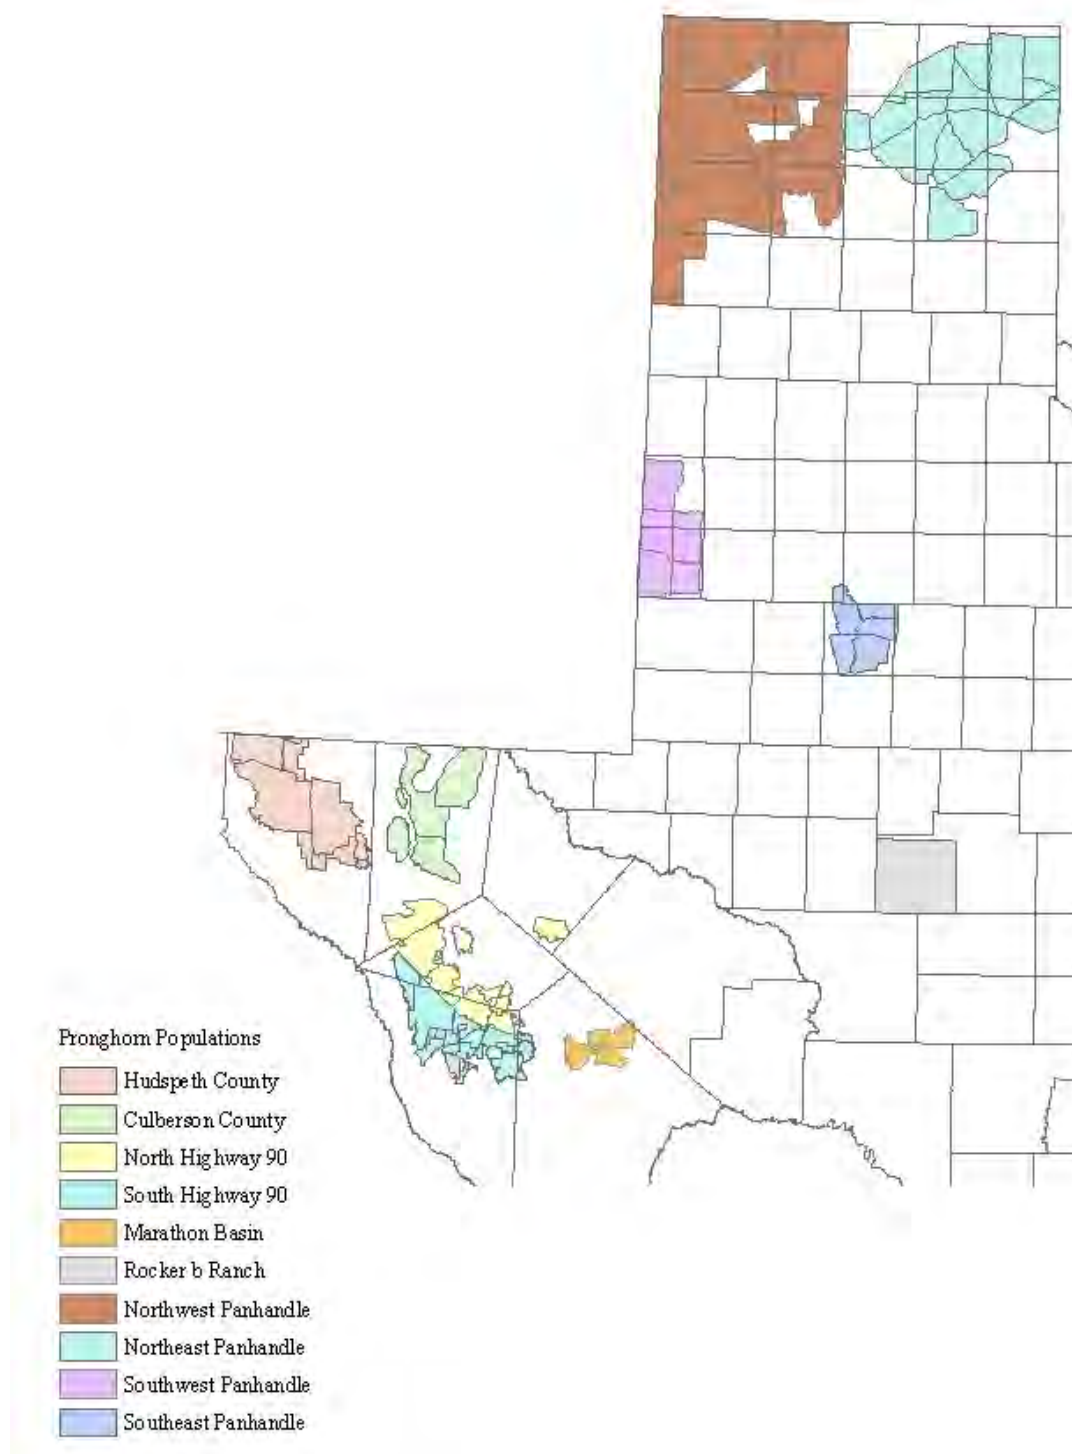 Pronghorn Populations
Hudspeth County
Culberson County
North Highway 90
South Highway 90
Marathon Basin
Rocker b Ranch
Northwest Panhandle
Northeast Panhandle
Southwest Panhandle
Southeast Panhandle